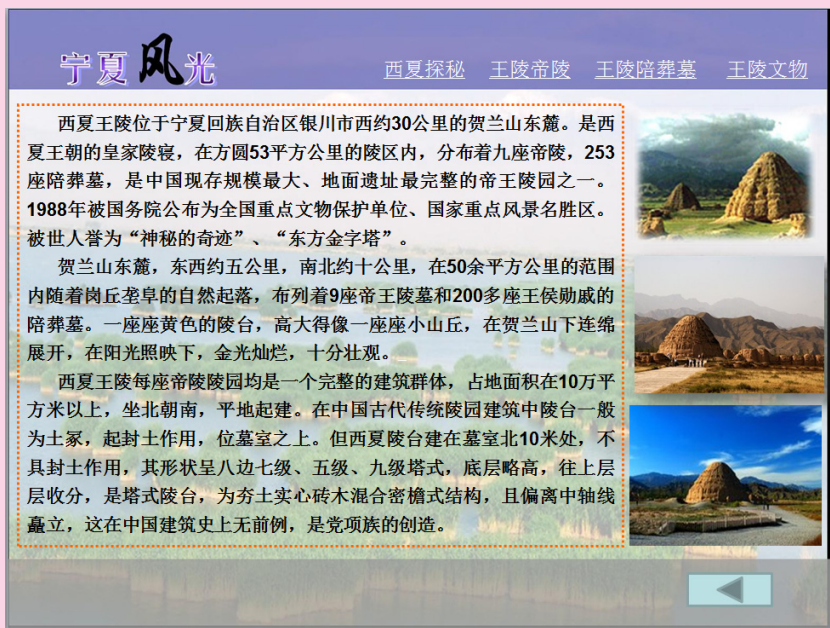 宁夏风光
西夏探秘 王陵帝陵 王陵陪葬墓 王陵文物
西夏王陵位于宁夏回族自治区银川市西约30公里的贺兰山东麓。是西
夏王朝的皇家陵寝，在方圆53平方公里的陵区内，分布着九座帝陵，253
座陪葬墓，是中国现存规模最大、地面遗址最完整的帝王陵园之一。
1988年被国务院公布为全国重点文物保护单位、国家重点风景名胜区。
被世人誉为“神秘的奇迹”、“东方金字塔”。
贺兰山东麓，东西约五公里，南北约十公里，在50余平方公里的范围
内随着岗丘垄阜的自然起落，布列着9座帝王陵墓和200多座王侯勋戚的
陪葬墓。一座座黄色的陵台，高大得像一座座小山丘，在贺兰山下连绵
展开，在阳光照映下，金光灿烂，十分壮观。
西夏王陵每座帝陵陵园均是一个完整的建筑群体，占地面积在10万平
方米以上，坐北朝南，平地起建。在中国古代传统陵园建筑中陵台一般
为土冢，起封土作用，位墓室之上。但西夏陵台建在墓室北10米处，不
具封土作用，其形状呈八边七级、五级、九级塔式，底层略高，往上层
层收分，是塔式陵台，为夯土实心砖木混合密檐式结构，且偏离中轴线
矗立，这在中国建筑史上无前例，是党项族的创造。